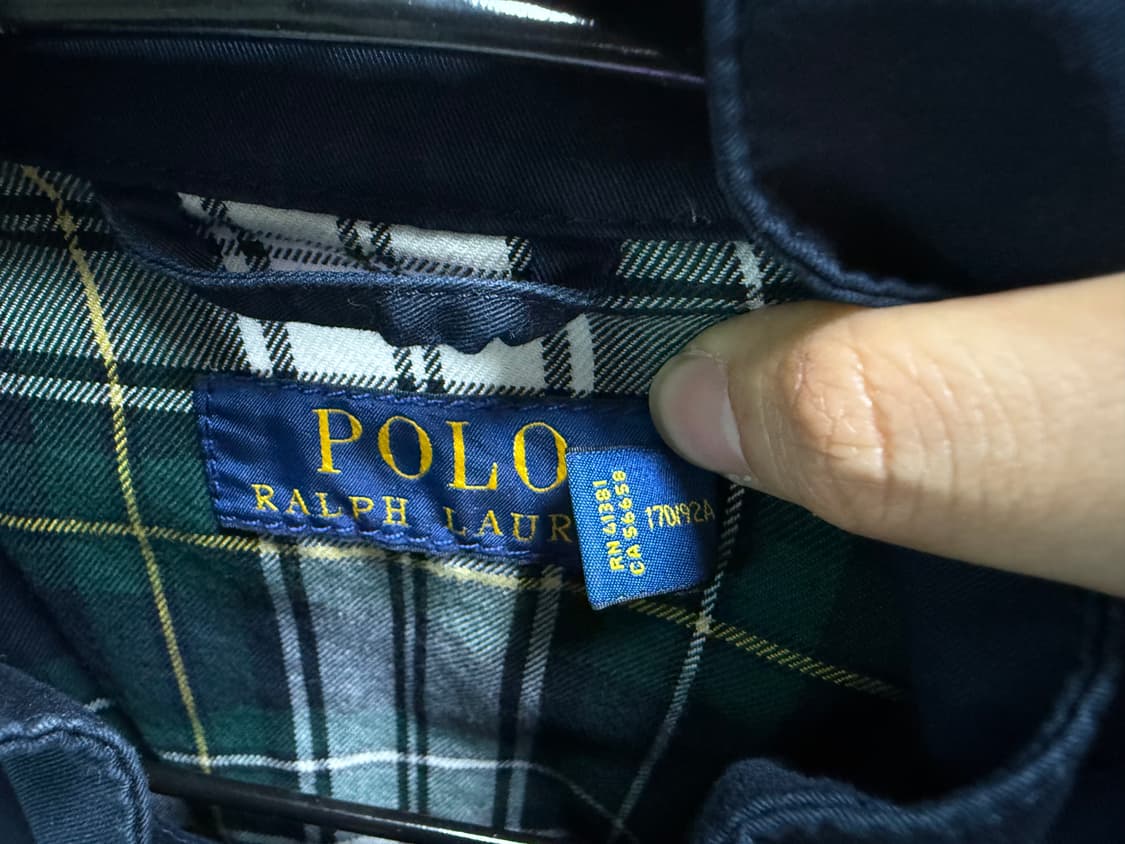 POLO
RALPH LAUR
RN 41381
CA 56658
170/92A